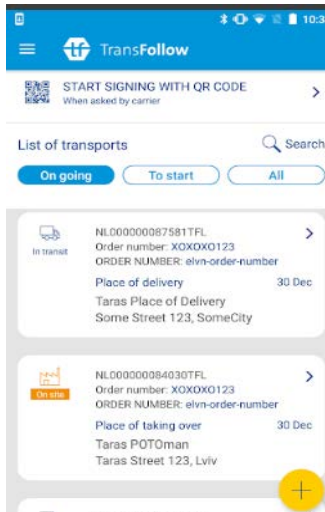 10:3
TransFollow
START SIGNING WITH QR CODE
When asked by carrier
List of transports
Search
On going
To start
All
NL000000087581TFL
In transit
Order number: XOXOXO123
ORDER NUMBER: elvn-order-number
Place of delivery 30 Dec
Taras Place of Delivery
Some Street 123, SomeCity
NL000000084030TFL
On site
Order number: XOXOXO123
ORDER NUMBER: elvn-order-number
Place of taking over 30 Dec
Taras POTOman
Taras Street 123, Lviv